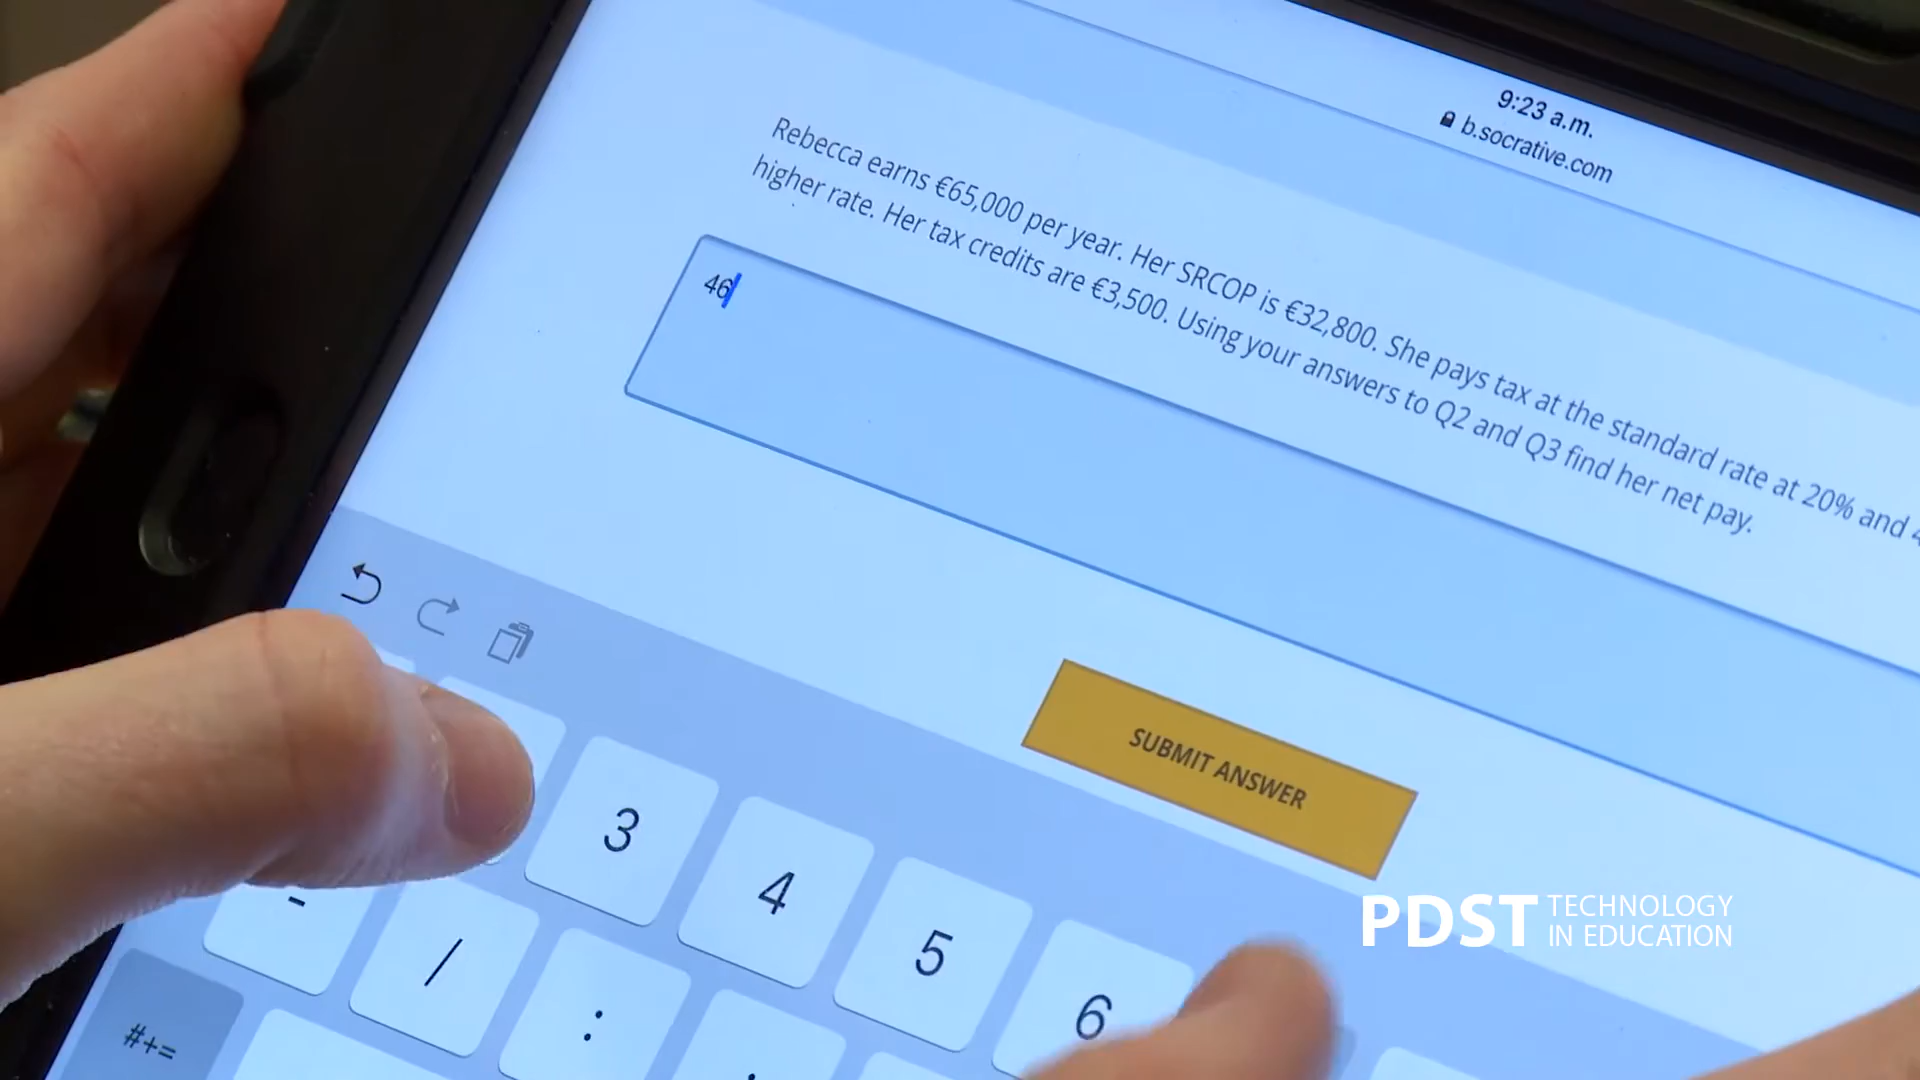 9:23 a.m.
b.socrative.com
Rebecca earns €65,000 per year. Her SRCOP is €32,800. She pays tax at the standard rate at 20% and 4
higher rate. Her tax credits are €3,500. Using your answers to Q2 and Q3 find her net pay.
46
SUBMIT ANSWER
3
4
5
6
-
/
:
#+=
PDST TECHNOLOGY
IN EDUCATION